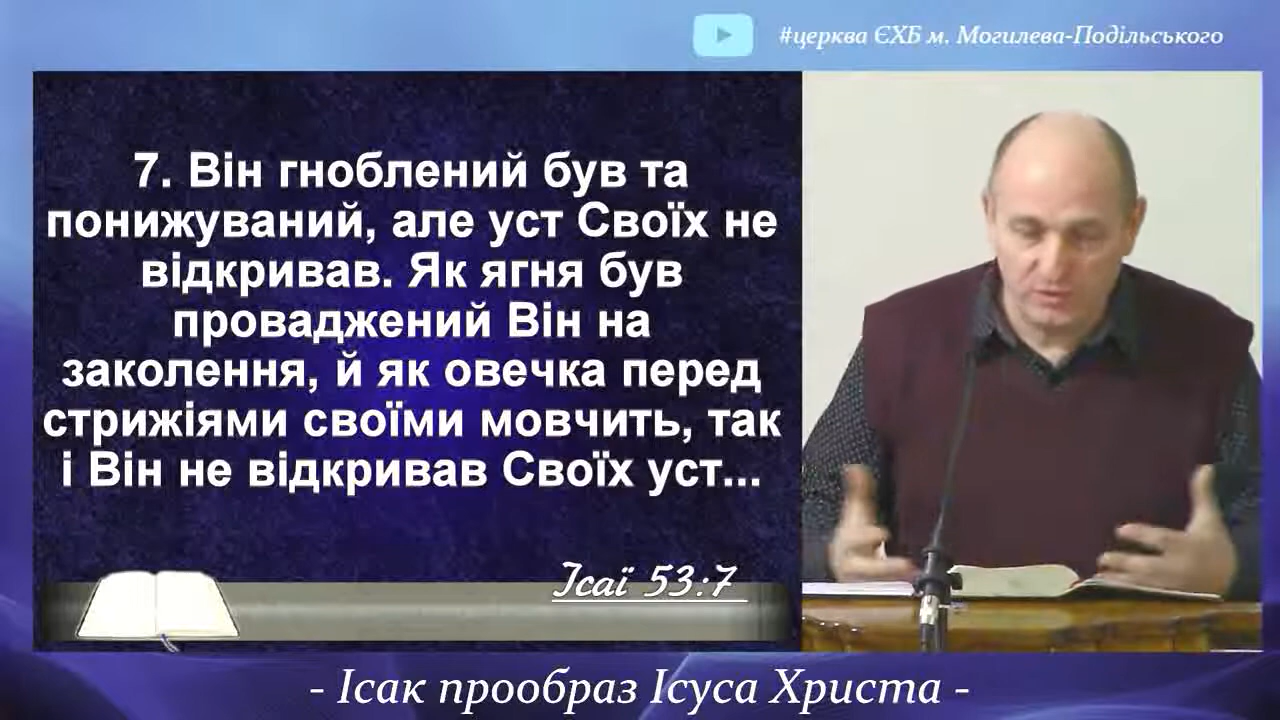 #церква ЄХБ м. Могилева-Подільського
7. Він гноблений був та
понижуваний, але уст Своїх не
відкривав. Як ягня був
проваджений Він на
заколення, й як овечка перед
стрижіями своїми мовчить, так
і Він не відкривав Своїх уст...
Ісаї 53:7
- Ісак прообраз Ісуса Христа -